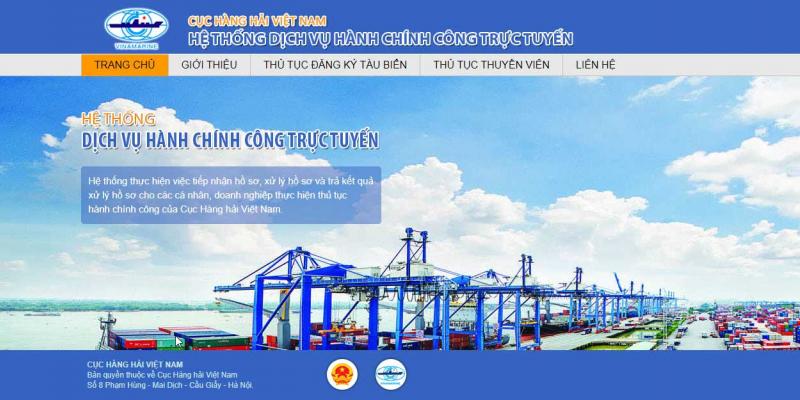 CỤC HÀNG HẢI VIỆT NAM
HỆ THỐNG DỊCH VỤ HÀNH CHÍNH CÔNG TRỰC TUYẾN
VINAMARINE
TRANG CHỦ GIỚI THIỆU THỦ TỤC ĐĂNG KÝ TÀU BIỂN THỦ TỤC THUYỀN VIÊN LIÊN HỆ
HỆ THỐNG
DỊCH VỤ HÀNH CHÍNH CÔNG TRỰC TUYẾN
Hệ thống thực hiện việc tiếp nhận hồ sơ, xử lý hồ sơ và trả kết quả
xử lý hồ sơ cho các cá nhân, doanh nghiệp thực hiện thủ tục
hành chính công của Cục Hàng hải Việt Nam.
CỤC HÀNG HẢI VIỆT NAM
Bản quyền thuộc về Cục Hàng hải Việt Nam
Số 8 Phạm Hùng - Mai Dịch - Cầu Giấy - Hà Nội.